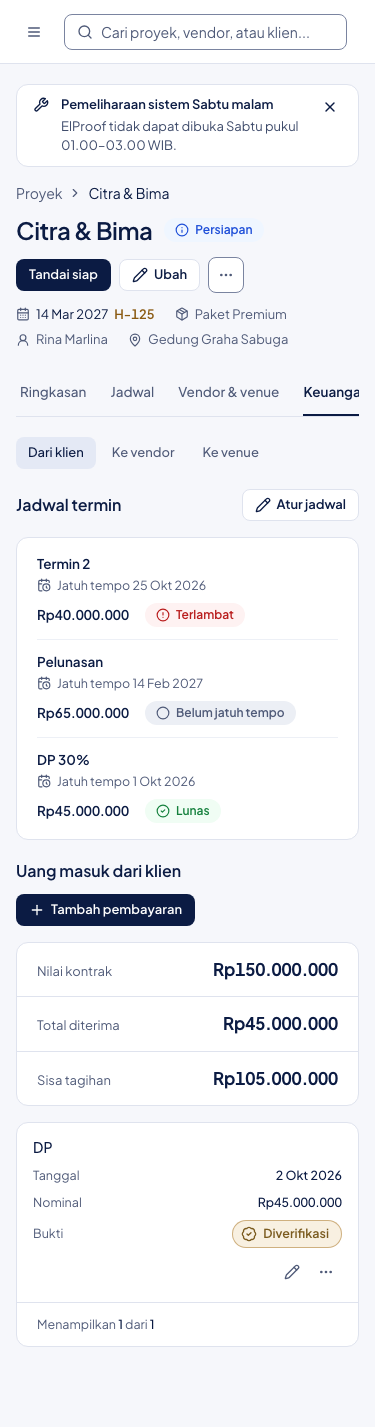 Cari proyek, vendor, atau klien...
Pemeliharaan sistem Sabtu malam
ElProof tidak dapat dibuka Sabtu pukul
01.00–03.00 WIB.
Proyek > Citra & Bima
Citra & Bima Persiapan
Tandai siap Ubah
14 Mar 2027 H-125 Paket Premium
Rina Marlina Gedung Graha Sabuga
Ringkasan Jadwal Vendor & venue Keuanga
Dari klien Ke vendor Ke venue
Jadwal termin Atur jadwal
Termin 2
Jatuh tempo 25 Okt 2026
Rp40.000.000 Terlambat
Pelunasan
Jatuh tempo 14 Feb 2027
Rp65.000.000 Belum jatuh tempo
DP 30%
Jatuh tempo 1 Okt 2026
Rp45.000.000 Lunas
Uang masuk dari klien
+ Tambah pembayaran
Nilai kontrak Rp150.000.000
Total diterima Rp45.000.000
Sisa tagihan Rp105.000.000
DP
Tanggal 2 Okt 2026
Nominal Rp45.000.000
Bukti Diverifikasi
Menampilkan 1 dari 1